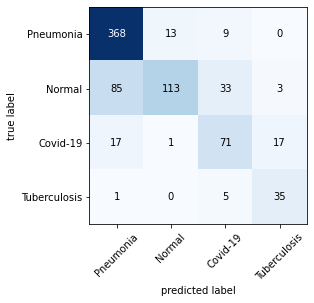 Pneumonia 368 13 9 0
Normal 85 113 33 3
Covid-19 17 1 71 17
Tuberculosis 1 0 5 35
true label
Pneumonia Normal Covid-19 Tuberculosis
predicted label